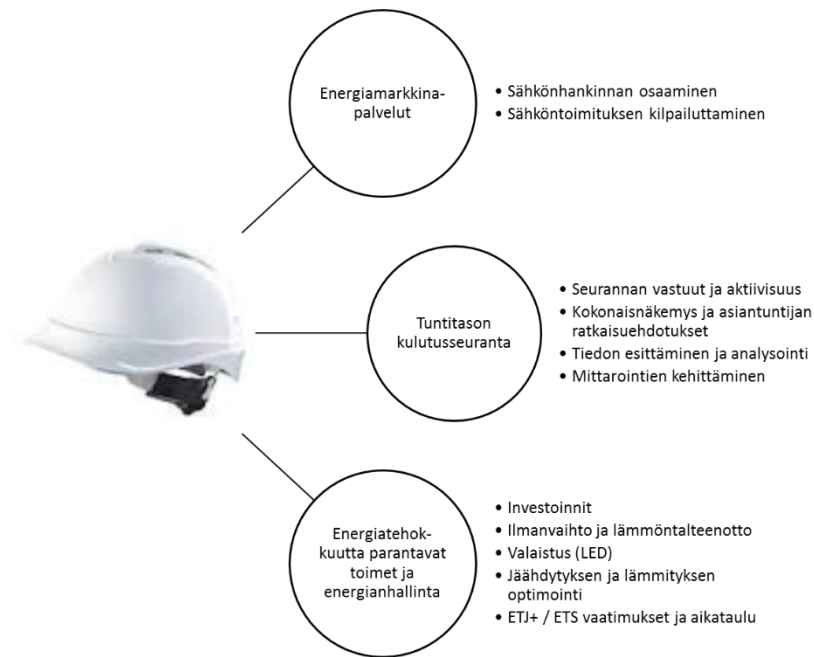 Energiamarkkina-
palvelut
• Sähkönhankinnan osaaminen
• Sähköntoimituksen kilpailuttaminen
Tuntitason
kulutusseuranta
• Seurannan vastuut ja aktiivisuus
• Kokonaisnäkemys ja asiantuntijan
ratkaisuehdotukset
• Tiedon esittäminen ja analysointi
• Mittarointien kehittäminen
Energiatehok-
kuutta parantavat
toimet ja
energianhallinta
• Investoinnit
• Ilmanvaihto ja lämmöntalteenotto
• Valaistus (LED)
• Jäähdytyksen ja lämmityksen
optimointi
• ETJ+ / ETS vaatimukset ja aikataulu